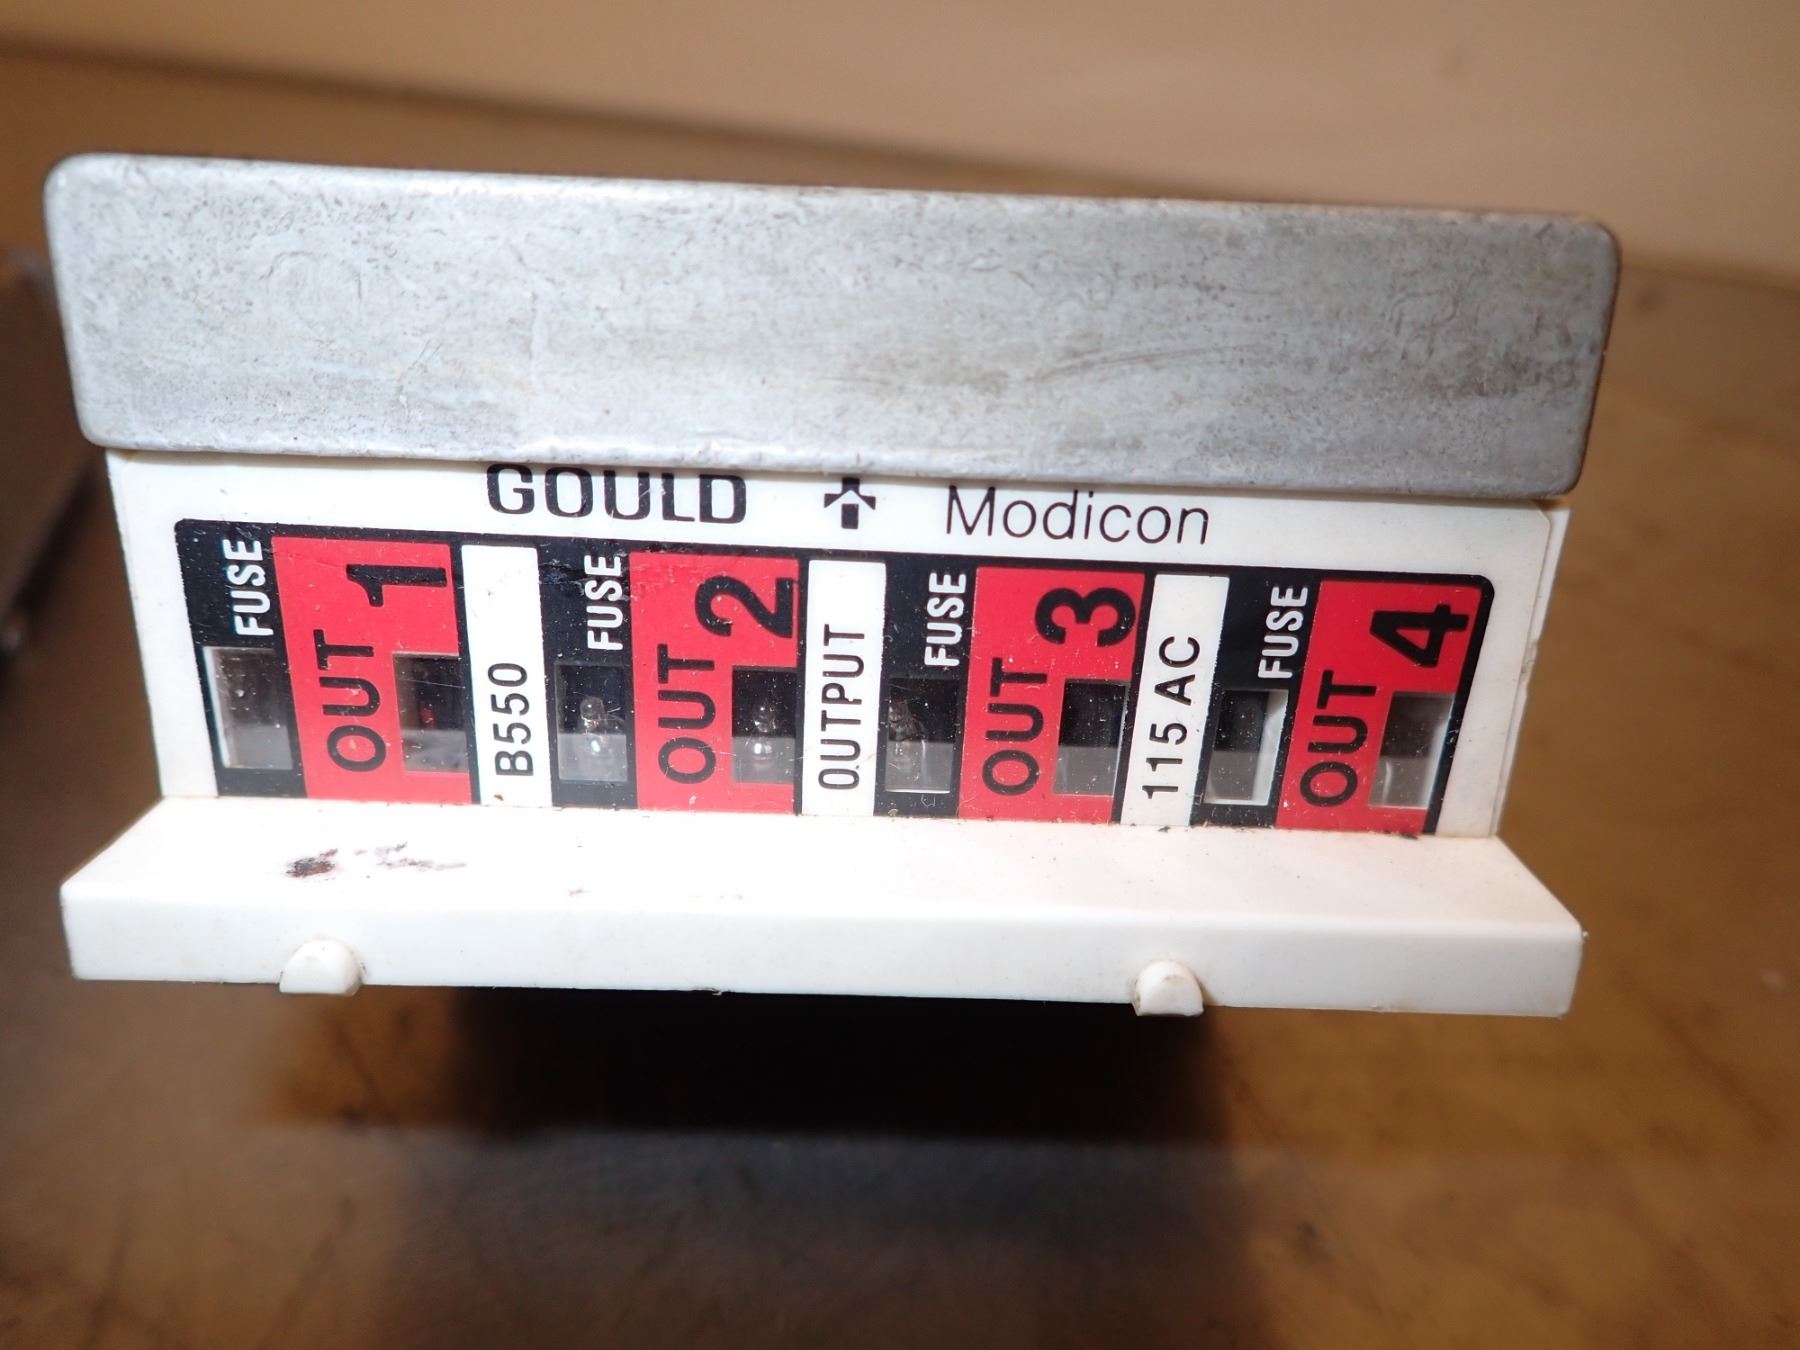 GOULD Modicon
FUSE
OUT 1
B550
FUSE
OUT 2
OUTPUT
FUSE
OUT 3
115 AC
FUSE
OUT 4